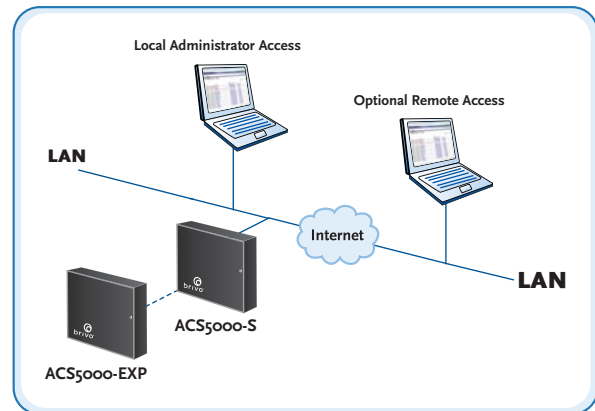 Local Administrator Access
Optional Remote Access
LAN
Internet
LAN
brivo
ACS5000-S
brivo
ACS5000-EXP